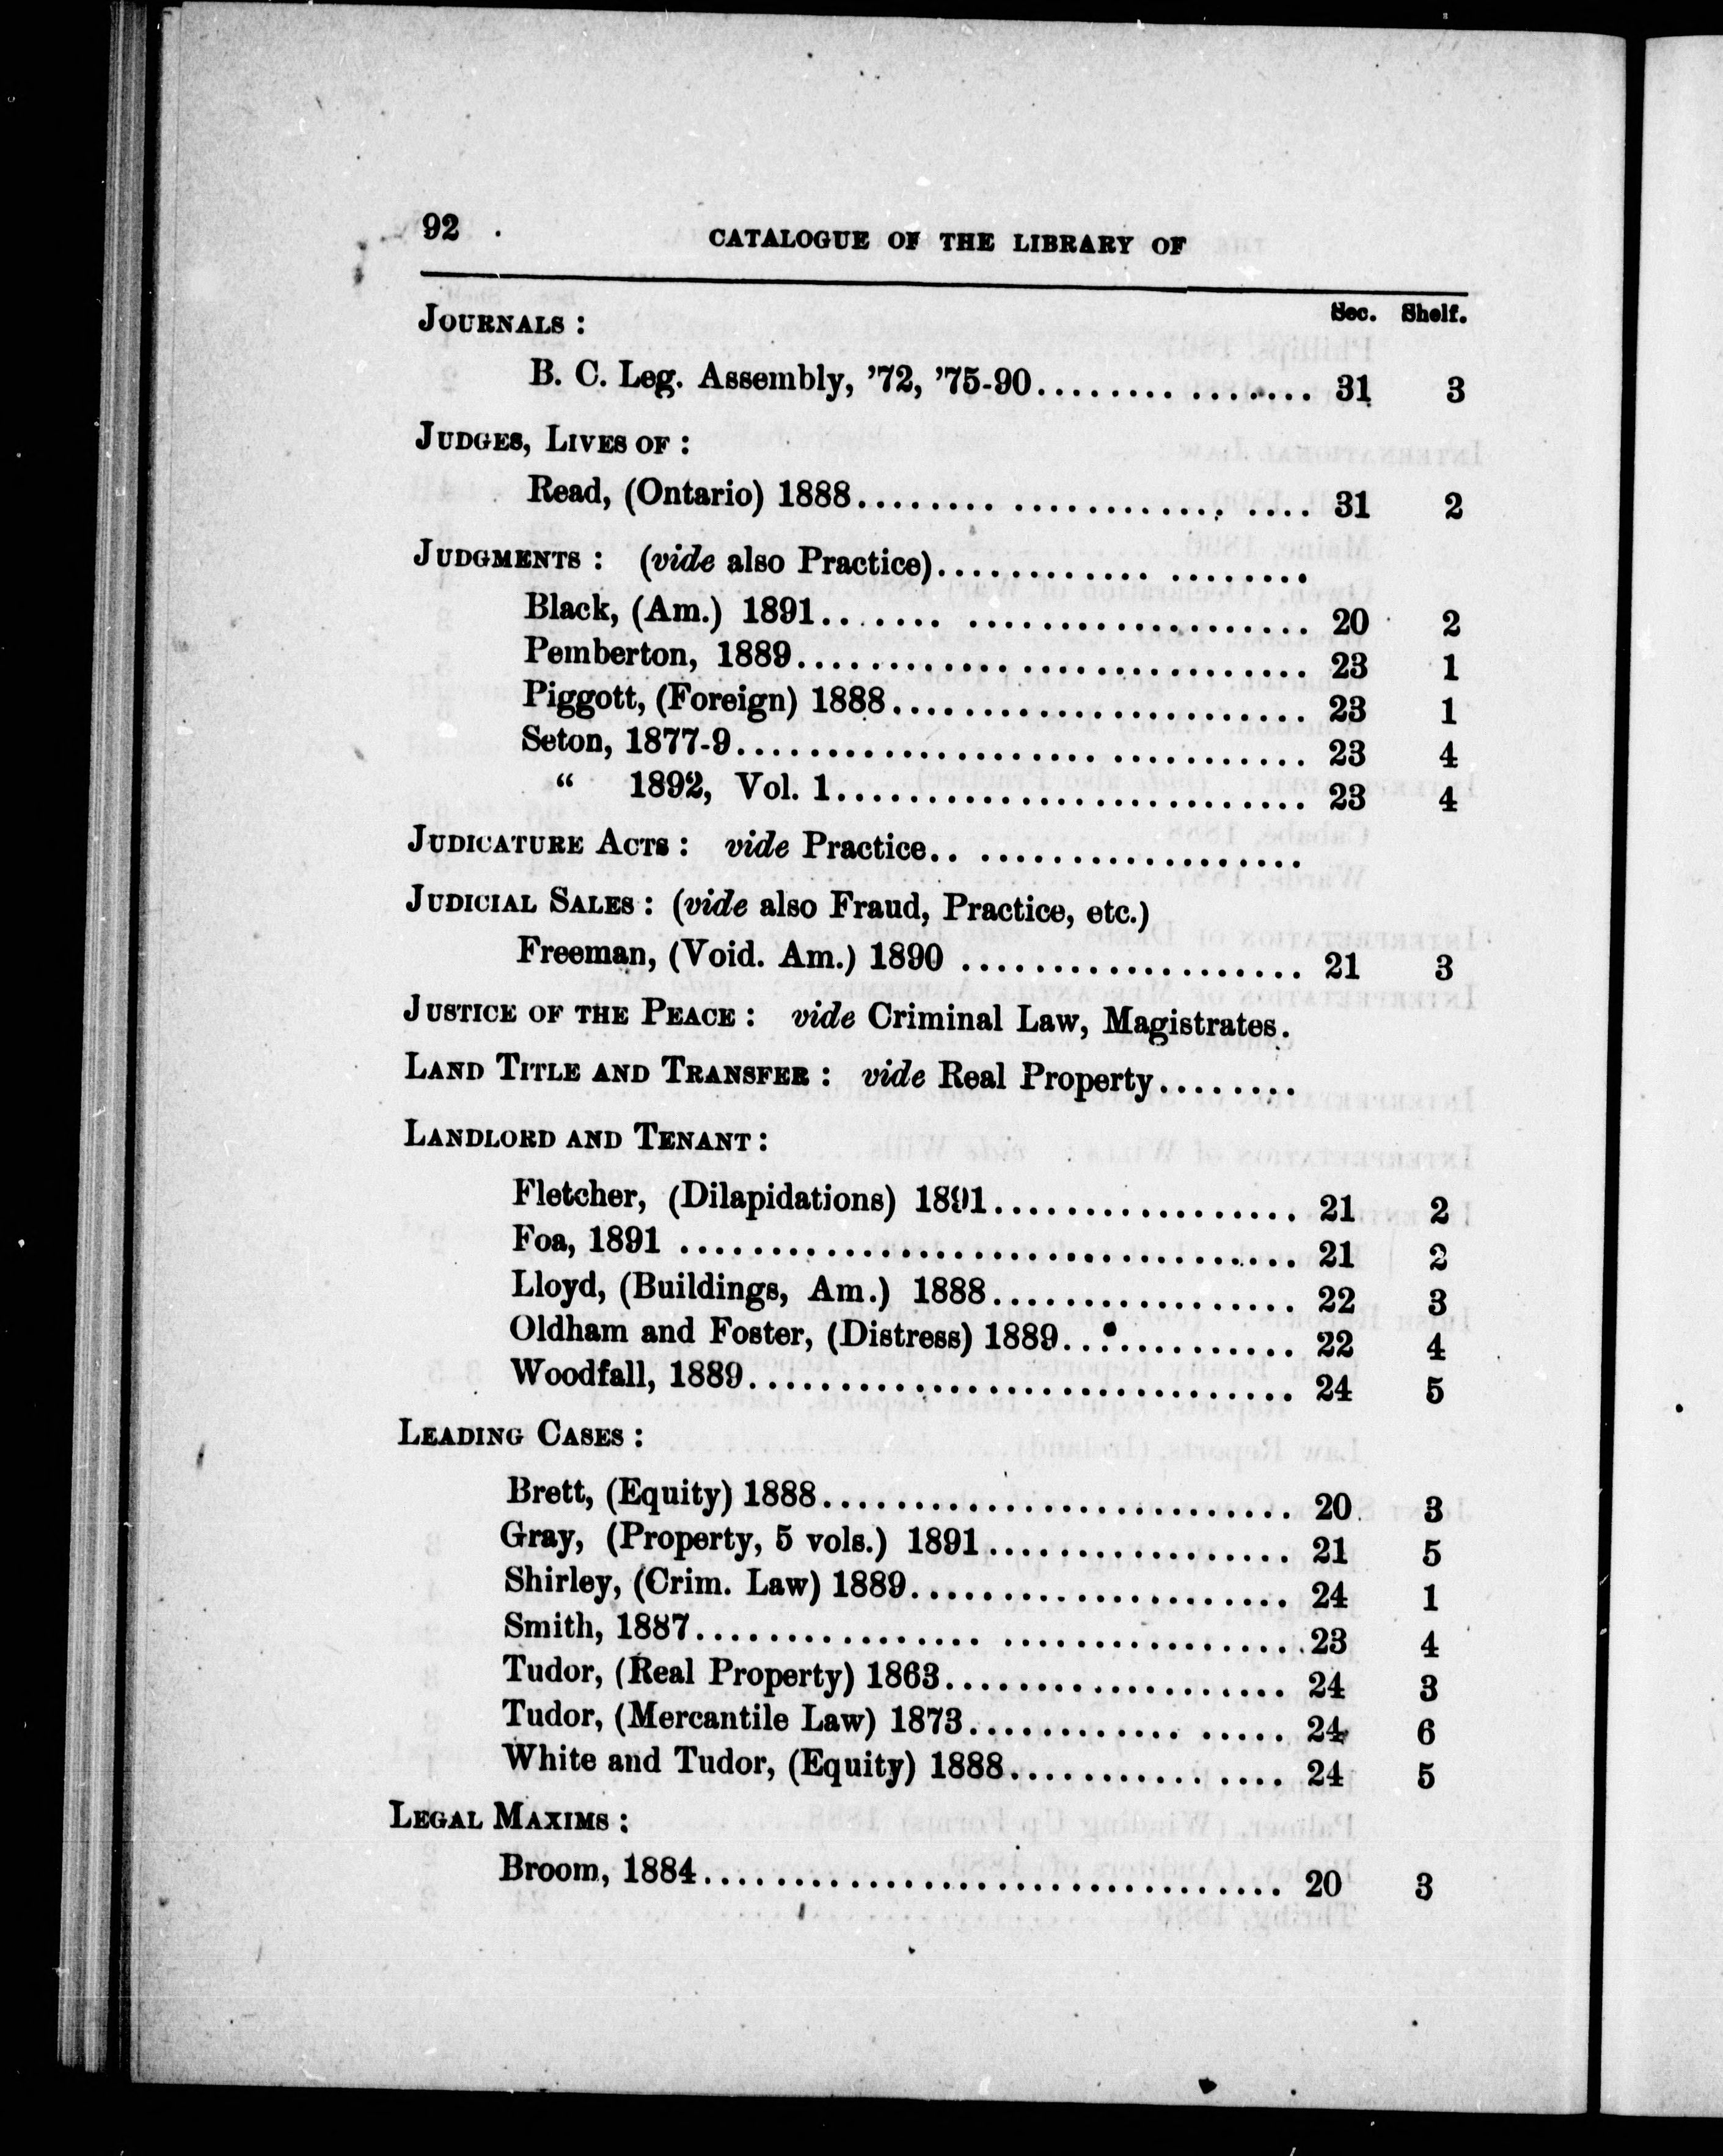 92 CATALOGUE OF THE LIBRARY OF
Sec. Shelf.
JOURNALS :
B. C. Leg. Assembly, ’72, ’75-90............... 31 3
JUDGES, LIVES OF :
Read, (Ontario) 1888........................ 31 2
JUDGMENTS : (vide also Practice)....................
Black, (Am.) 1891.......................... 20 2
Pemberton, 1889............................ 23 1
Piggott, (Foreign) 1888....................... 23 1
Seton, 1877-9............................... 23 4
“ 1892, Vol. 1.......................... 23 4
JUDICATURE ACTS : vide Practice....................
JUDICIAL SALES : (vide also Fraud, Practice, etc.)
Freeman, (Void. Am.) 1890 ................... 21 3
JUSTICE OF THE PEACE : vide Criminal Law, Magistrates.
LAND TITLE AND TRANSFER : vide Real Property........
LANDLORD AND TENANT :
Fletcher, (Dilapidations) 1891................. 21 2
Foa, 1891 .................................. 21 2
Lloyd, (Buildings, Am.) 1888................. 22 3
Oldham and Foster, (Distress) 1889............. 22 4
Woodfall, 1889.............................. 24 5
LEADING CASES :
Brett, (Equity) 1888.......................... 20 3
Gray, (Property, 5 vols.) 1891................. 21 5
Shirley, (Crim. Law) 1889..................... 24 1
Smith, 1887................................. 23 4
Tudor, (Real Property) 1863................... 24 3
Tudor, (Mercantile Law) 1873................. 24 6
White and Tudor, (Equity) 1888............... 24 5
LEGAL MAXIMS :
Broom, 1884................................ 20 3